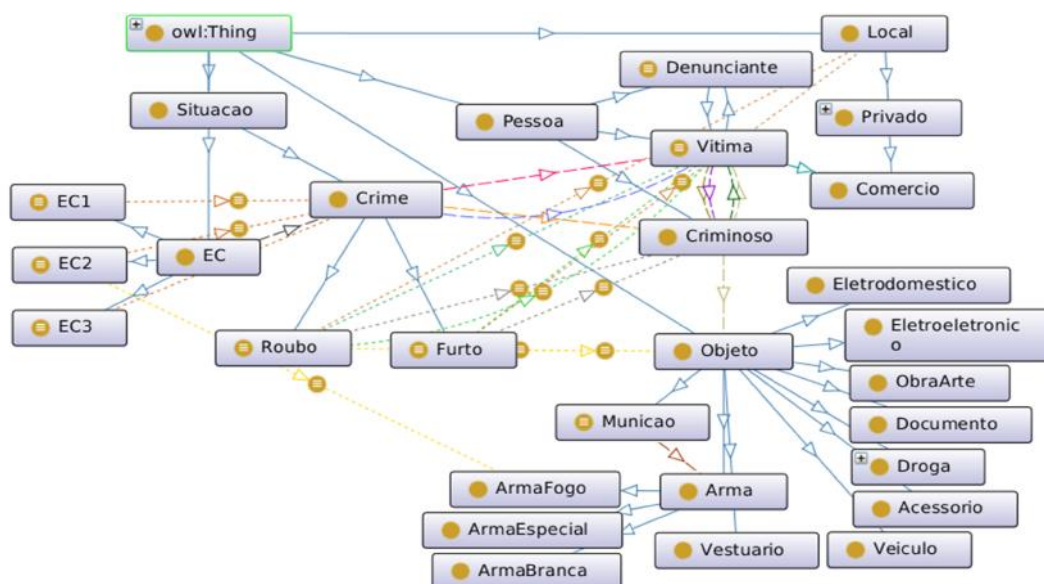 owl:Thing
Local
Denunciante
Situacao
Pessoa
Privado
Vitima
EC1
Crime
Comercio
Criminoso
EC
EC2
Eletrodomestico
EC3
Eletroeletronic
o
Roubo
Furto
Objeto
ObraArte
Municao
Documento
Droga
ArmaFogo
Arma
Acessorio
ArmaEspecial
Vestuario
Veiculo
ArmaBranca